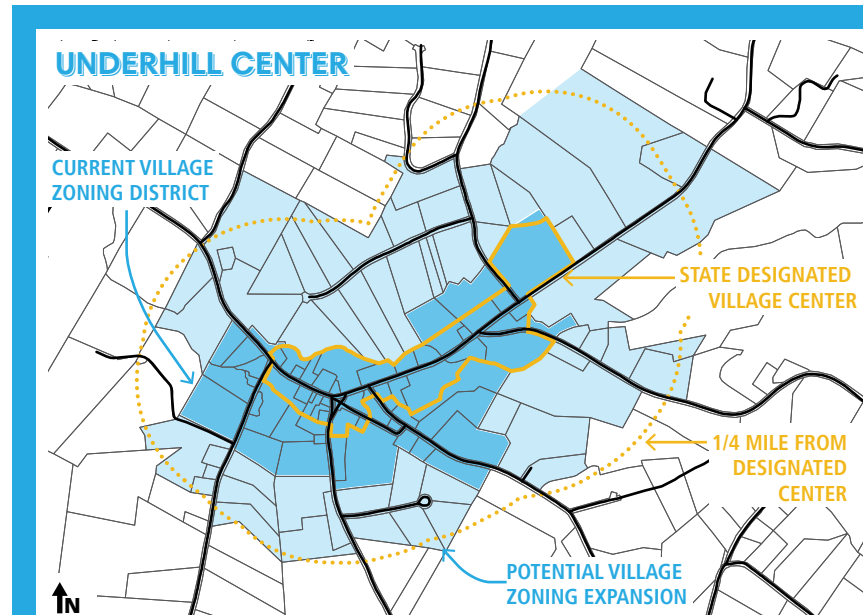 UNDERHILL CENTER
CURRENT VILLAGE
ZONING DISTRICT
STATE DESIGNATED
VILLAGE CENTER
1/4 MILE FROM
DESIGNATED
CENTER
POTENTIAL VILLAGE
ZONING EXPANSION
N